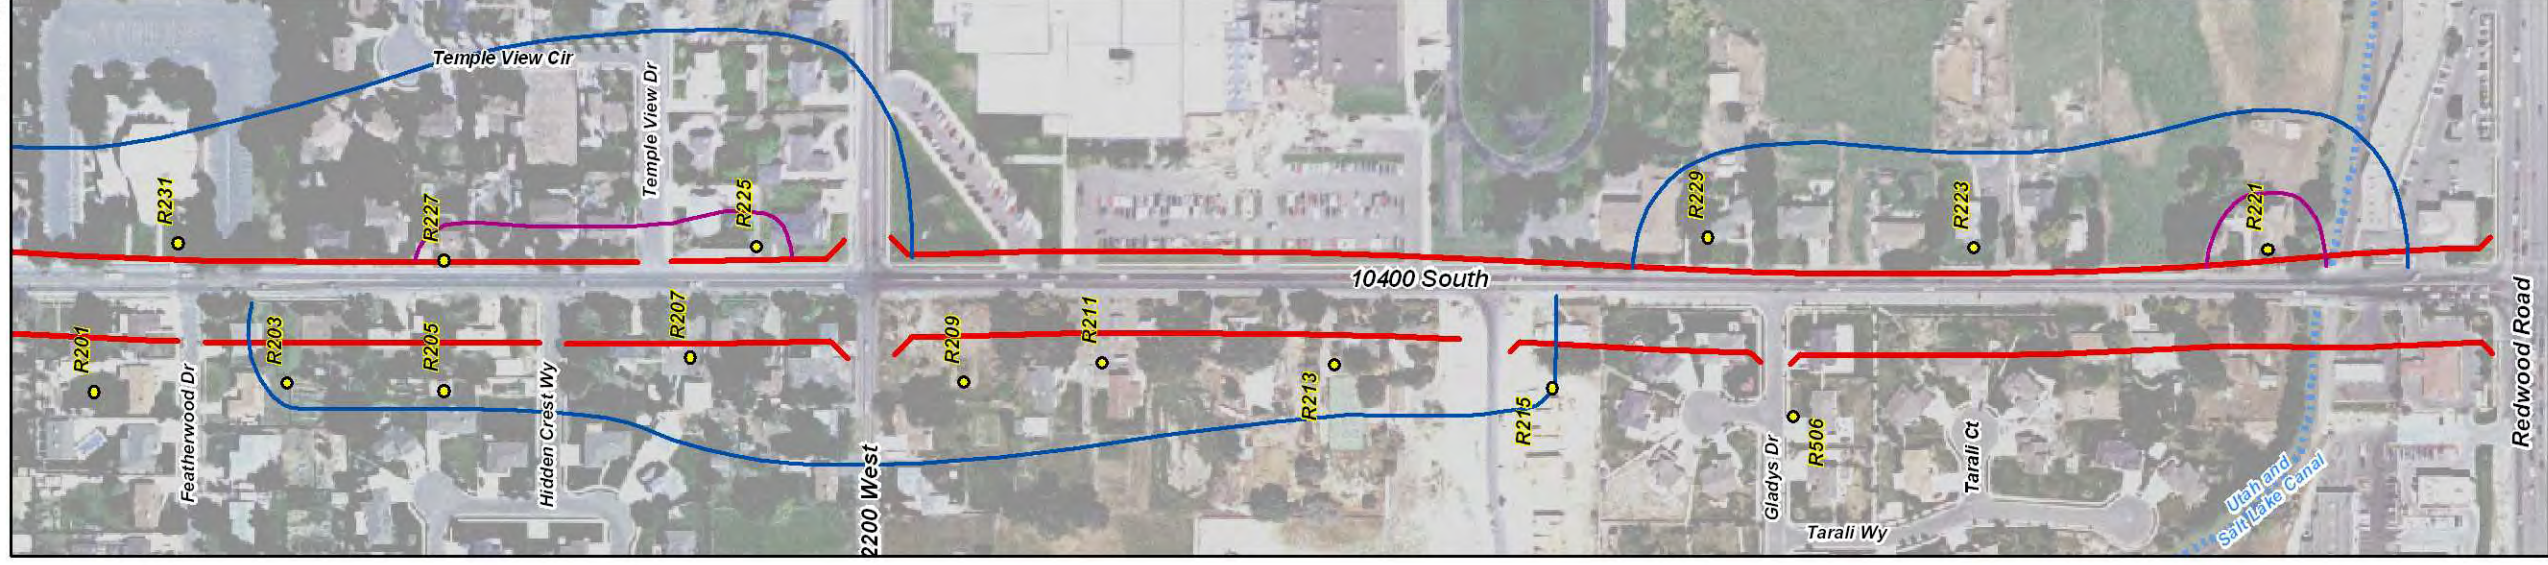 Temple View Cir
Temple View Dr
R231
R227
R225
R229
R223
R221
10400 South
Redwood Road
R201
R203
R205
R207
R209
R211
R213
R215
R506
Featherwood Dr
Hidden Crest Wy
2200 West
Gladys Dr
Tarali Ct
Tarali Wy
Utah and
Salt Lake Canal